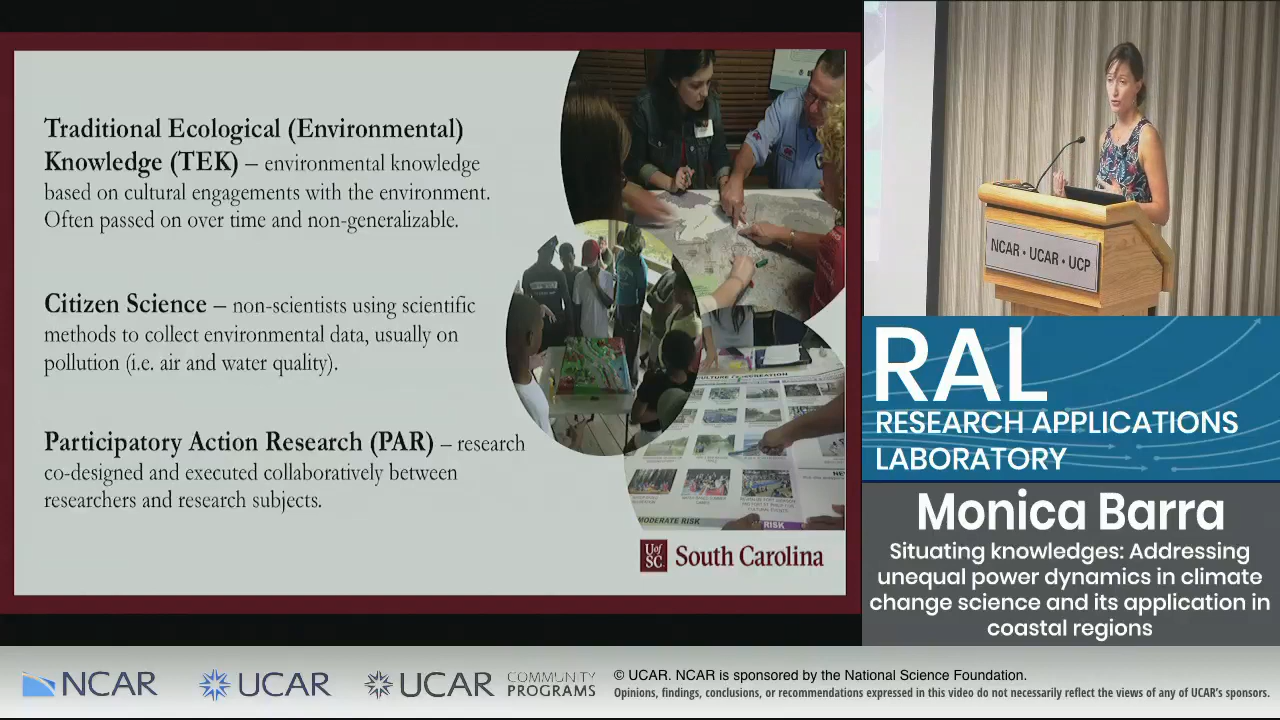 Traditional Ecological (Environmental)
Knowledge (TEK) – environmental knowledge
based on cultural engagements with the environment.
Often passed on over time and non-generalizable.
Citizen Science – non-scientists using scientific
methods to collect environmental data, usually on
pollution (i.e. air and water quality).
Participatory Action Research (PAR) – research
co-designed and executed collaboratively between
researchers and research subjects.
MODERATE RISK
RISK
UofSC
South Carolina
NCAR • UCAR • UCP
RAL
RESEARCH APPLICATIONS
LABORATORY
Monica Barra
Situating knowledges: Addressing
unequal power dynamics in climate
change science and its application in
coastal regions
NCAR
UCAR
UCAR
COMMUNITY
PROGRAMS
© UCAR. NCAR is sponsored by the National Science Foundation.
Opinions, findings, conclusions, or recommendations expressed in this video do not necessarily reflect the views of any of UCAR's sponsors.